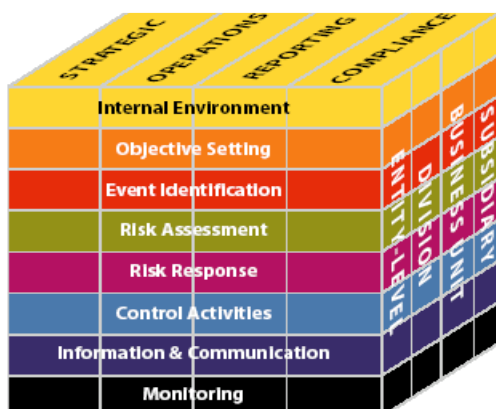 STRATEGIC
OPERATIONS
REPORTING
COMPLIANCE
Internal Environment
Objective Setting
Event Identification
Risk Assessment
Risk Response
Control Activities
Information & Communication
Monitoring
ENTITY-LEVEL
DIVISION
BUSINESS UNIT
SUBSIDIARY